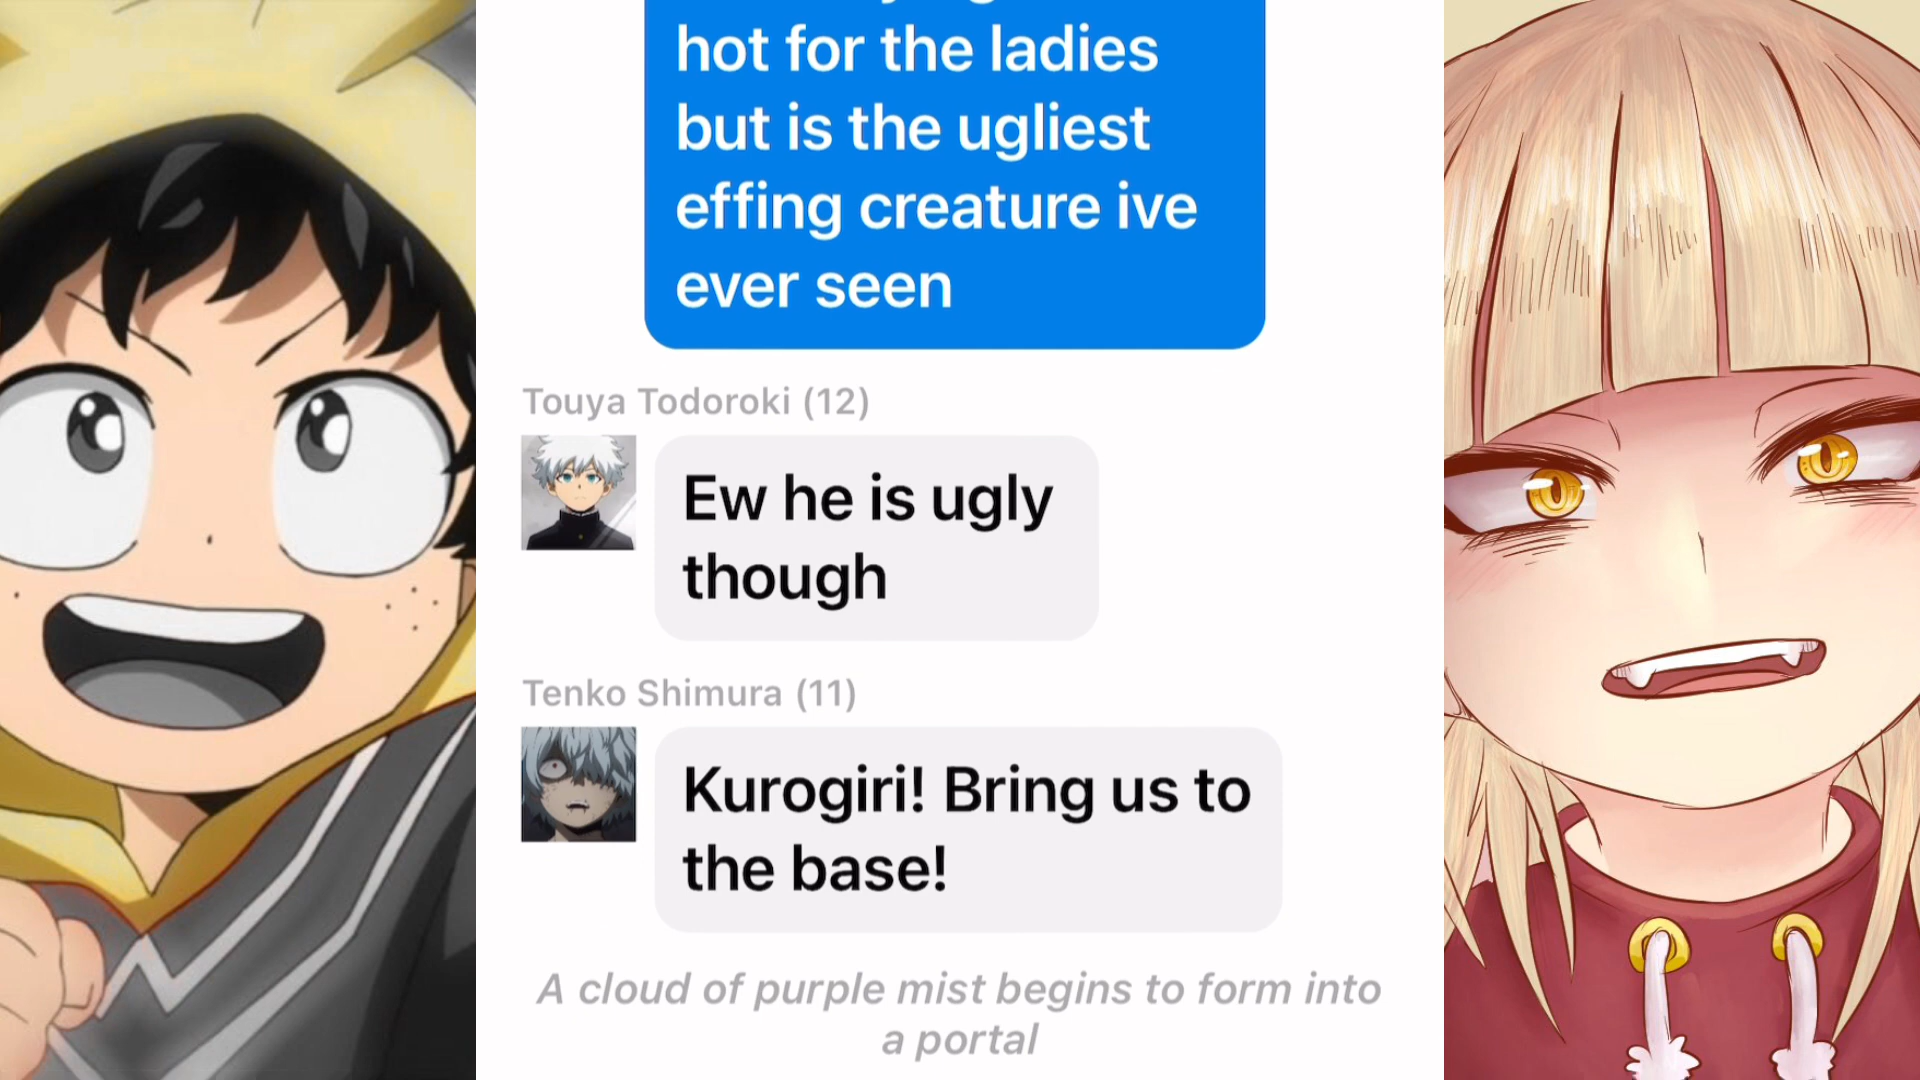 hot for the ladies
but is the ugliest
effing creature ive
ever seen
Touya Todoroki (12)
Ew he is ugly
though
Tenko Shimura (11)
Kurogiri! Bring us to
the base!
A cloud of purple mist begins to form into
a portal